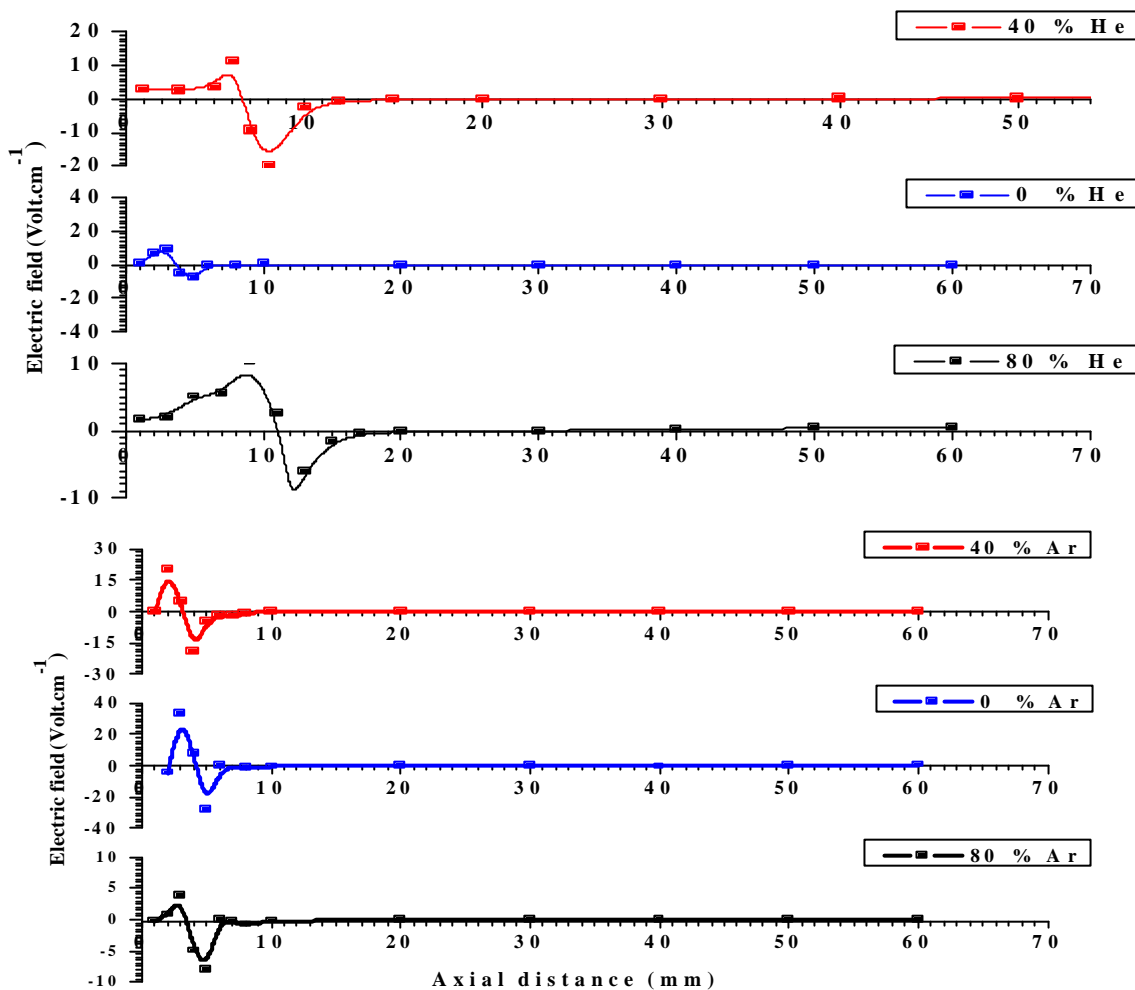 40 % He
20
10
0
-10
-20
0 10 20 30 40 50
0 % He
40
20
0
-20
-40
0 10 20 30 40 50 60 70
Electric field (Volt.cm-1)
80 % He
10
0
-10
0 10 20 30 40 50 60 70
40 % Ar
30
15
0
-15
-30
0 10 20 30 40 50 60 70
0 % Ar
40
20
0
-20
-40
0 10 20 30 40 50 60 70
Electric field (Volt.cm-1)
80 % Ar
10
5
0
-5
-10
0 10 20 30 40 50 60 70
Axial distance (mm)